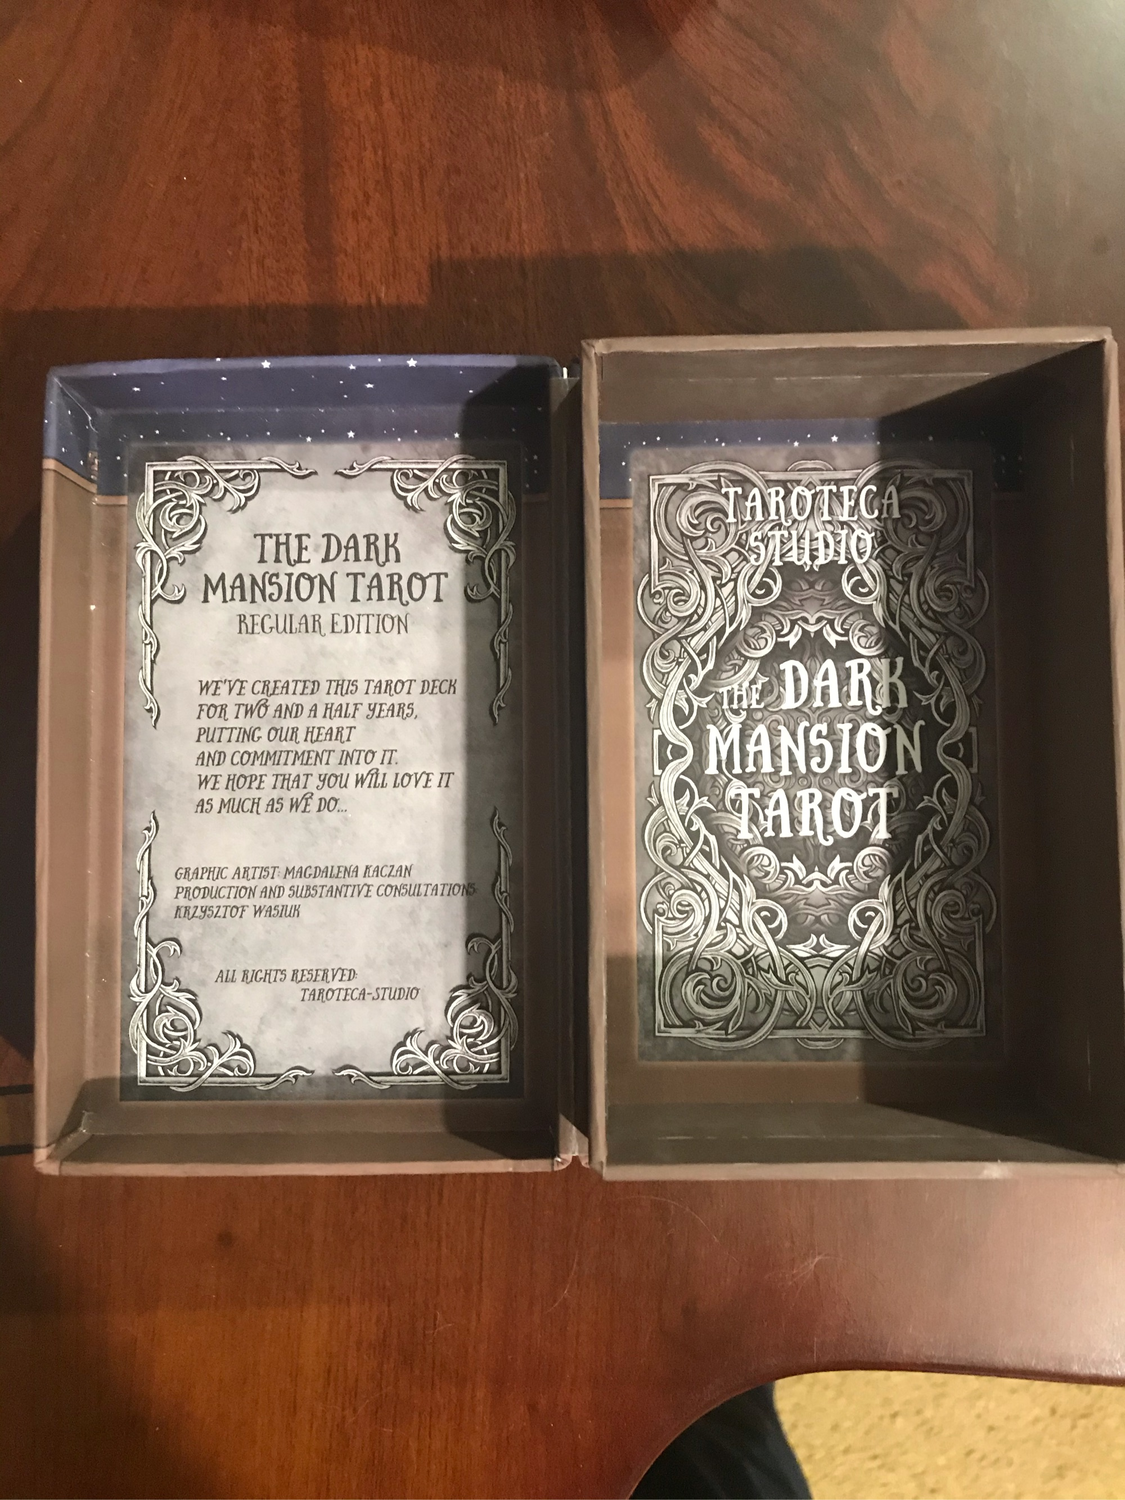 THE DARK
MANSION TAROT
REGULAR EDITION
WE'VE CREATED THIS TAROT DECK
FOR TWO AND A HALF YEARS,
PUTTING OUR HEART
AND COMMITMENT INTO IT.
WE HOPE THAT YOU WILL LOVE IT
AS MUCH AS WE DO...
GRAPHIC ARTIST: MAGDALENA KACZAN
PRODUCTION AND SUBSTANTIVE CONSULTATIONS
KRZYSZTOF WASIUK
ALL RIGHTS RESERVED:
TAROTECA-STUDIO
TAROTECA
STUDIO
THE DARK
MANSION
TAROT